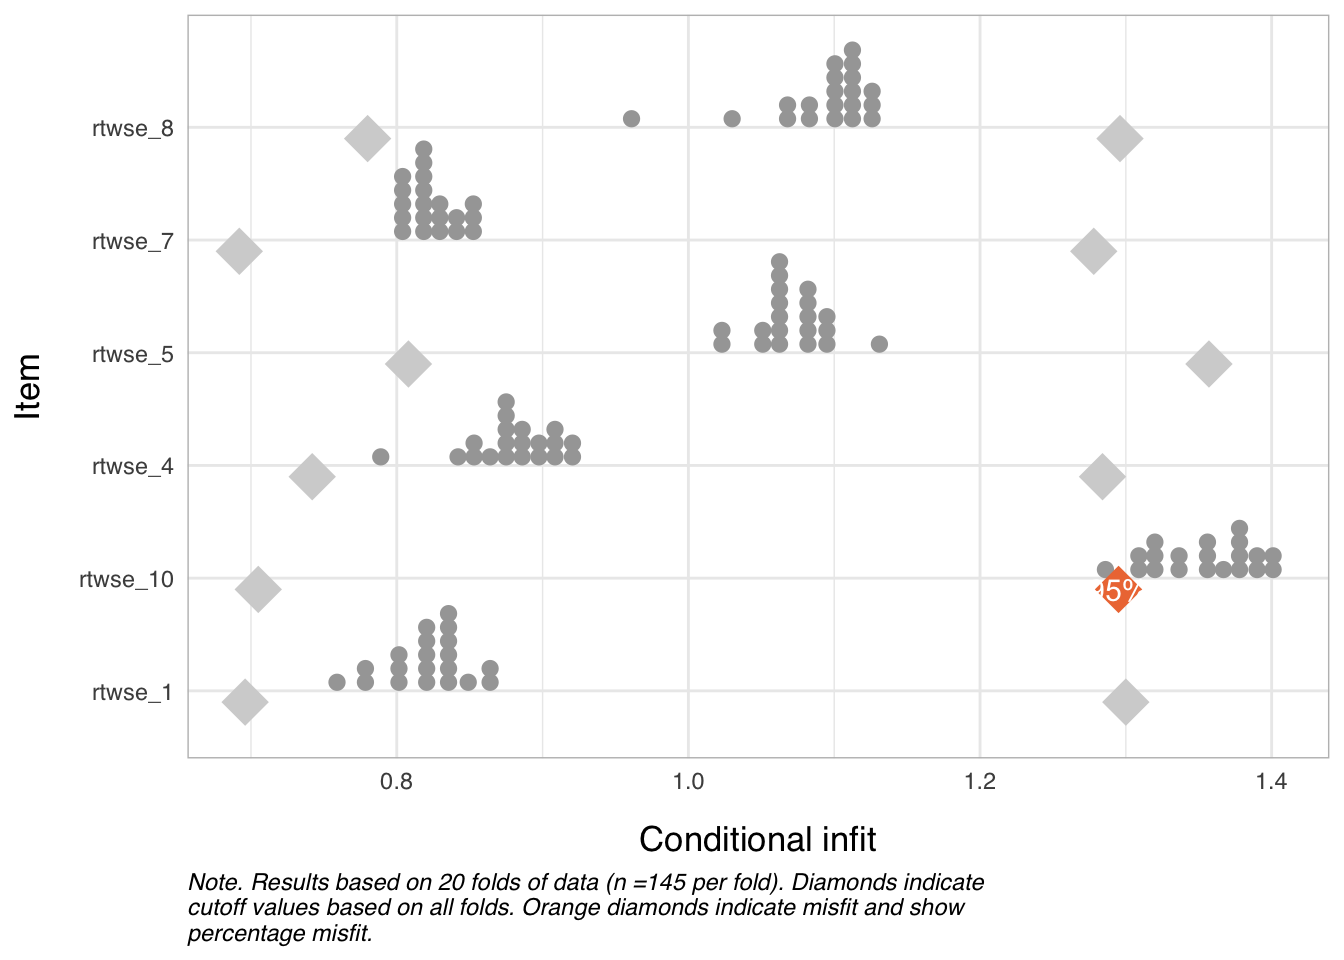 rtwse_8
rtwse_7
rtwse_5
rtwse_4
rtwse_10
rtwse_1
Item
0.8 1.0 1.2 1.4
Conditional infit
Note. Results based on 20 folds of data (n =145 per fold). Diamonds indicate
cutoff values based on all folds. Orange diamonds indicate misfit and show
percentage misfit.